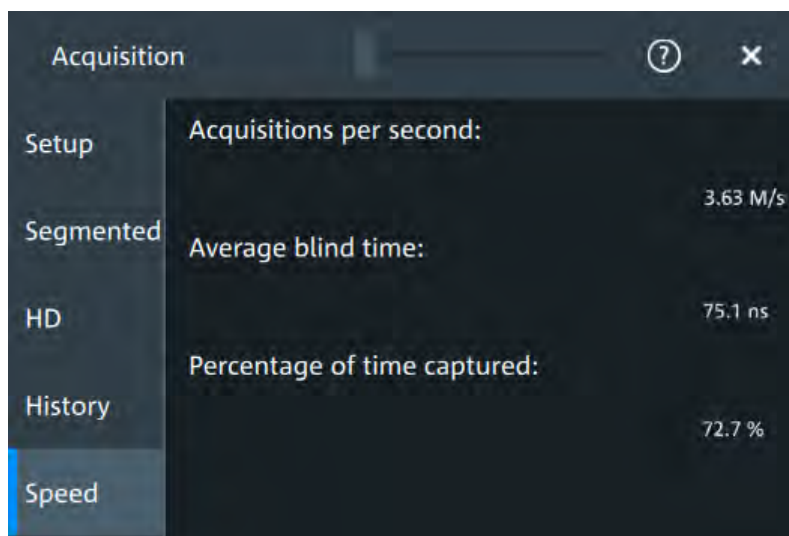 Acquisition
?
Setup
Segmented
HD
History
Speed
Acquisitions per second:
3.63 M/s
Average blind time:
75.1 ns
Percentage of time captured:
72.7 %